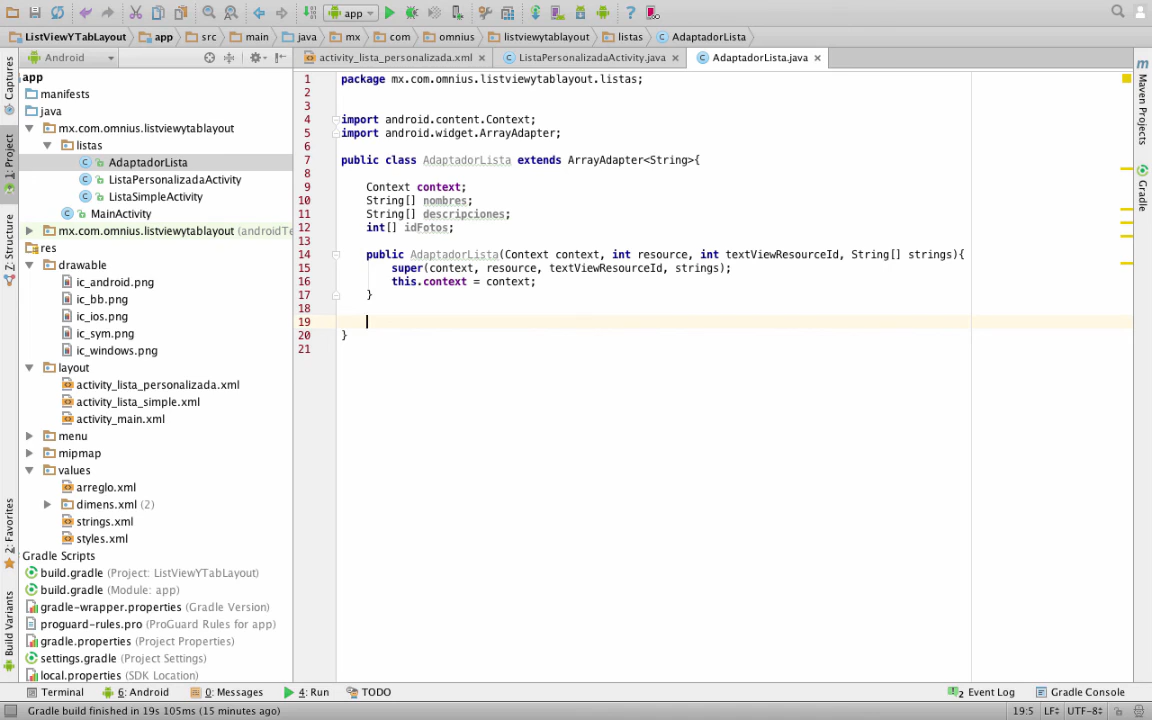 app
ListViewYTabLayout app src main java mx com omnius listviewytablayout listas AdaptadorLista
Android
activity_lista_personalizada.xml ListaPersonalizadaActivity.java AdaptadorLista.java
Captures
1: Project
Z: Structure
2: Favorites
Build Variants
app
manifests
java
mx.com.omnius.listviewytablayout
listas
AdaptadorLista
ListaPersonalizadaActivity
ListaSimpleActivity
MainActivity
mx.com.omnius.listviewytablayout (androidTe
res
drawable
ic_android.png
ic_bb.png
ic_ios.png
ic_sym.png
ic_windows.png
layout
activity_lista_personalizada.xml
activity_lista_simple.xml
activity_main.xml
menu
mipmap
values
arreglo.xml
dimens.xml (2)
strings.xml
styles.xml
Gradle Scripts
build.gradle (Project: ListViewYTabLayout)
build.gradle (Module: app)
gradle-wrapper.properties (Gradle Version)
proguard-rules.pro (ProGuard Rules for app)
gradle.properties (Project Properties)
settings.gradle (Project Settings)
local.properties (SDK Location)
1 package mx.com.omnius.listviewytablayout.listas;
2
3
4 import android.content.Context;
5 import android.widget.ArrayAdapter;
6
7 public class AdaptadorLista extends ArrayAdapter<String>{
8
9 Context context;
10 String[] nombres;
11 String[] descripciones;
12 int[] idFotos;
13
14 public AdaptadorLista(Context context, int resource, int textViewResourceId, String[] strings){
15 super(context, resource, textViewResourceId, strings);
16 this.context = context;
17 }
18
19
20 }
21
Maven Projects
Gradle
Terminal 6: Android 0: Messages 4: Run TODO 2 Event Log Gradle Console
Gradle build finished in 19s 105ms (15 minutes ago) 19:5 LF UTF-8